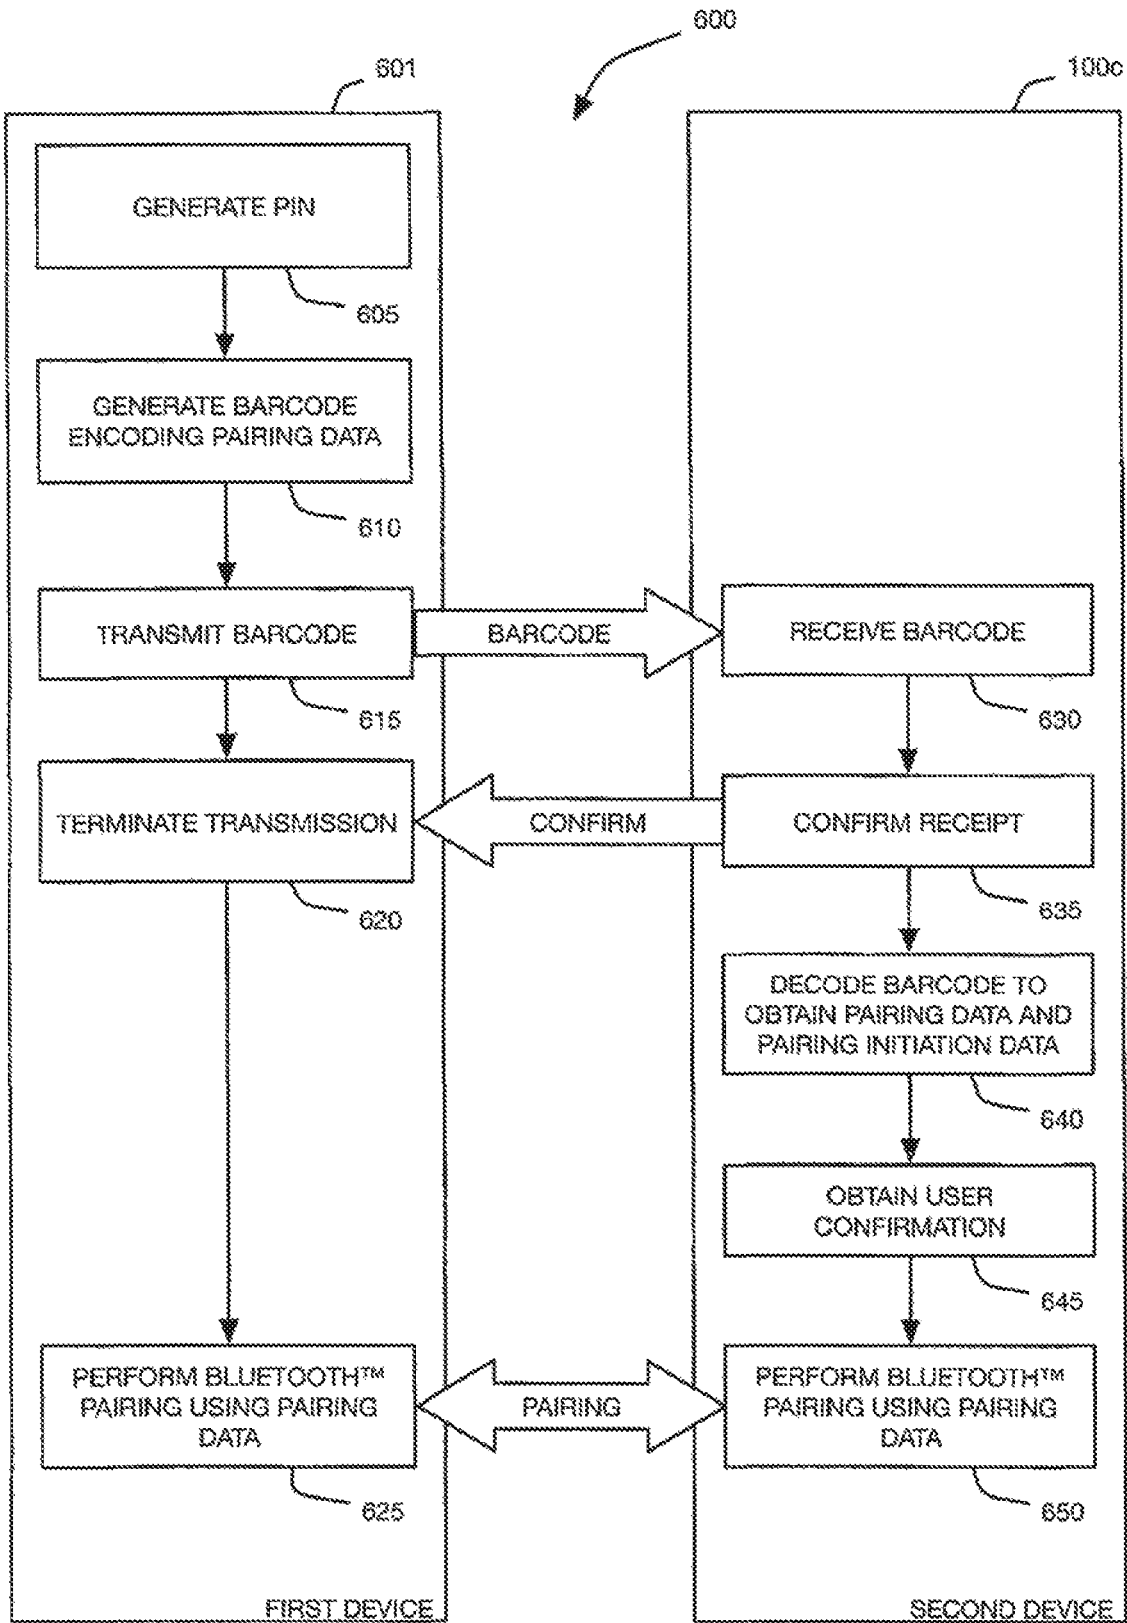 600
601
100c
GENERATE PIN
605
GENERATE BARCODE
ENCODING PAIRING DATA
610
TRANSMIT BARCODE
BARCODE
RECEIVE BARCODE
615
630
TERMINATE TRANSMISSION
CONFIRM
CONFIRM RECEIPT
620
635
DECODE BARCODE TO
OBTAIN PAIRING DATA AND
PAIRING INITIATION DATA
640
OBTAIN USER
CONFIRMATION
645
PERFORM BLUETOOTH™
PAIRING USING PAIRING
DATA
PAIRING
PERFORM BLUETOOTH™
PAIRING USING PAIRING
DATA
625
650
FIRST DEVICE
SECOND DEVICE